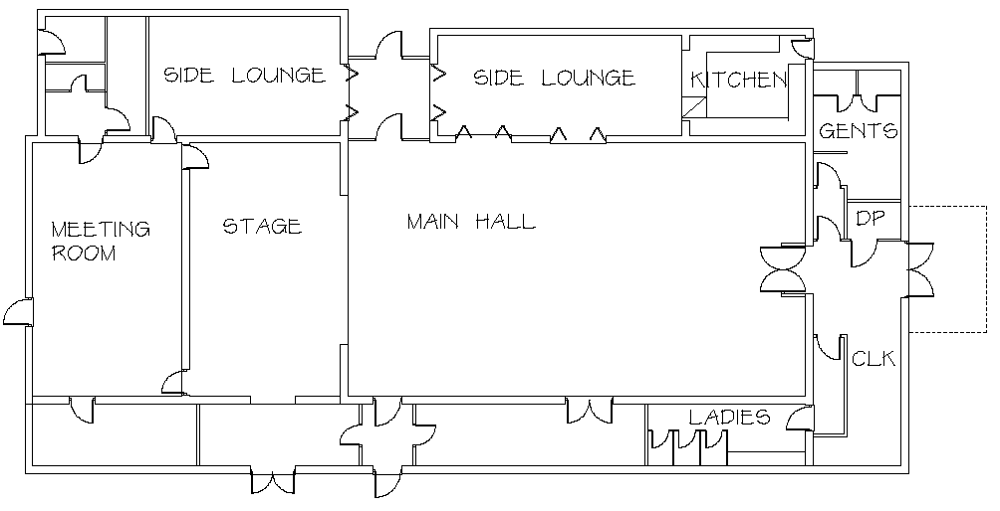 SIDE LOUNGE
SIDE LOUNGE
KITCHEN
GENTS
MEETING
ROOM
STAGE
MAIN HALL
DP
CLK
LADIES